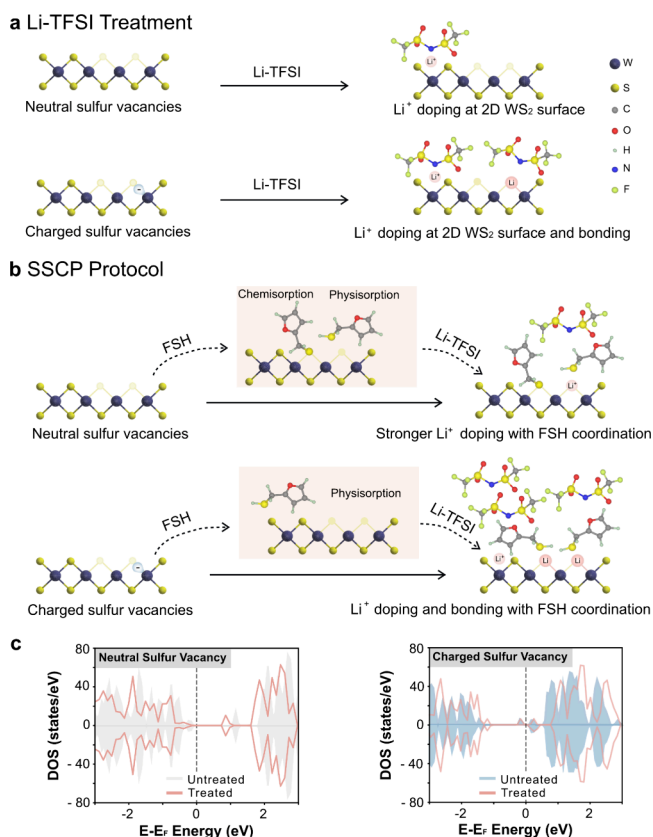 a Li-TFSI Treatment
Neutral sulfur vacancies
Li-TFSI
Li⁺
Li⁺ doping at 2D WS₂ surface
W
S
C
O
H
N
F
-
Charged sulfur vacancies
Li-TFSI
Li⁺
Li
Li⁺ doping at 2D WS₂ surface and bonding
b SSCP Protocol
Chemisorption Physisorption
FSH
Li-TFSI
Li⁺
Neutral sulfur vacancies
Stronger Li⁺ doping with FSH coordination
FSH
Physisorption
Li-TFSI
-
Li⁺
Li
Li
Charged sulfur vacancies
Li⁺ doping and bonding with FSH coordination
c
Neutral Sulfur Vacancy
DOS (states/eV)
80
40
0
- 40
- 80
Untreated
Treated
-2 0 2
E-EF Energy (eV)
Charged Sulfur Vacancy
DOS (states/eV)
80
40
0
- 40
- 80
Untreated
Treated
-2 0 2
E-EF Energy (eV)